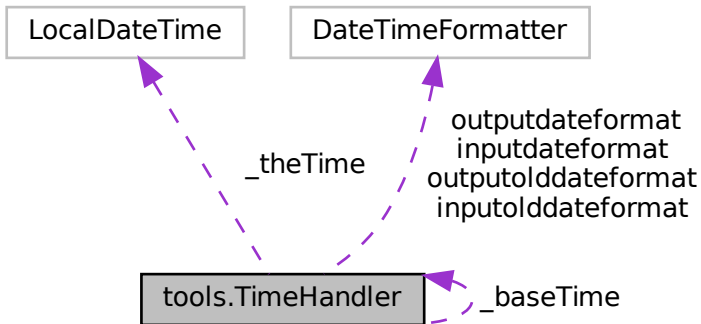 LocalDateTime
DateTimeFormatter
outputdateformat
inputdateformat
_theTime
outputolddateformat
inputolddateformat
tools.TimeHandler
_baseTime